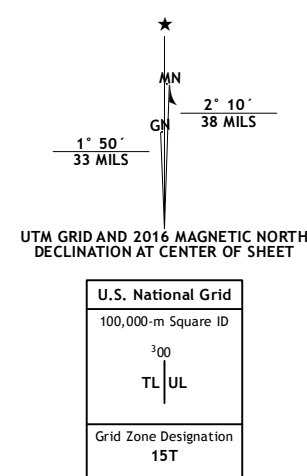 ★
MN
2° 10´
38 MILS
GN
1° 50´
33 MILS
UTM GRID AND 2016 MAGNETIC NORTH
DECLINATION AT CENTER OF SHEET
U.S. National Grid
100,000-m Square ID
³00
TL UL
Grid Zone Designation
15T